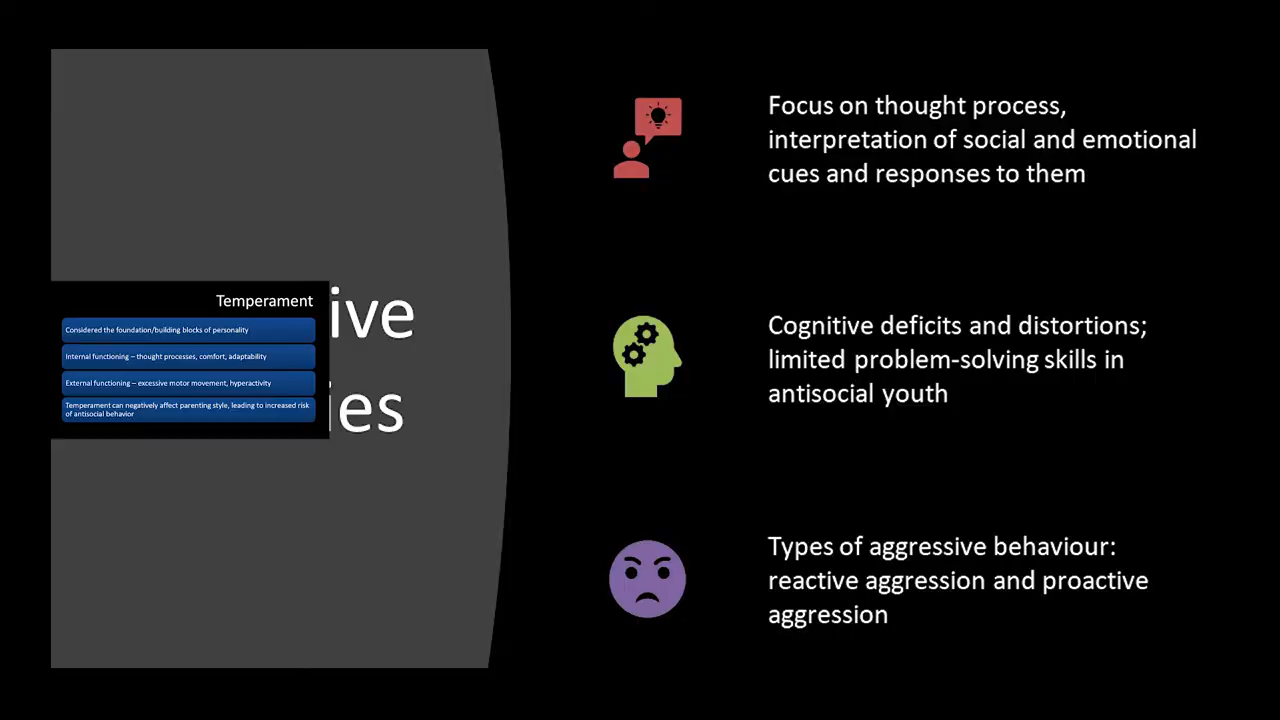 Temperament
Considered the foundation/building blocks of personality
Internal functioning – thought processes, comfort, adaptability
External functioning – excessive motor movement, hyperactivity
Temperament can negatively affect parenting style, leading to increased risk
of antisocial behavior
ive
ies
Focus on thought process,
interpretation of social and emotional
cues and responses to them
Cognitive deficits and distortions;
limited problem-solving skills in
antisocial youth
Types of aggressive behaviour:
reactive aggression and proactive
aggression